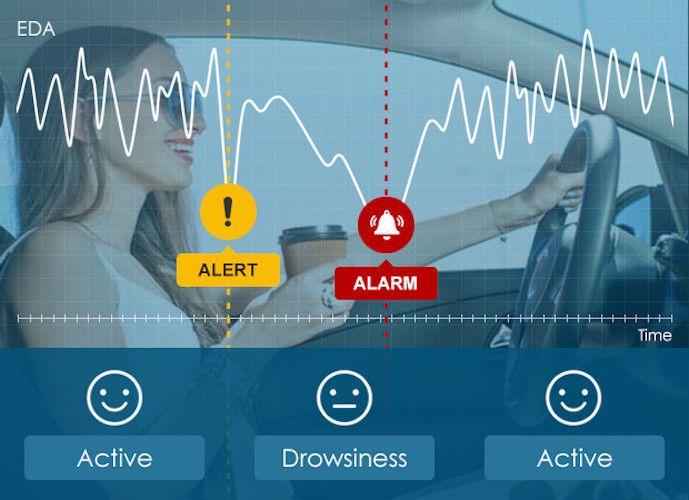 EDA
!
ALERT
ALARM
Time
Active
Drowsiness
Active